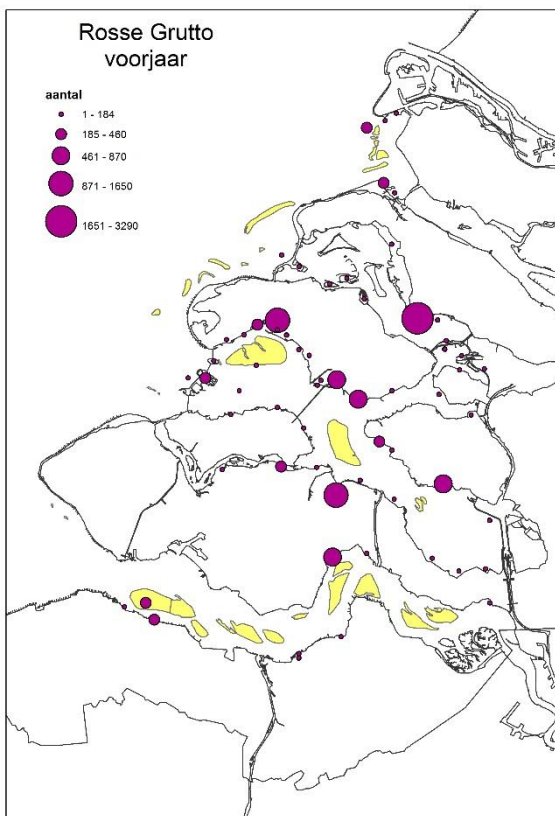 Rosse Grutto
voorjaar
aantal
1 - 184
185 - 460
461 - 870
871 - 1650
1651 - 3290